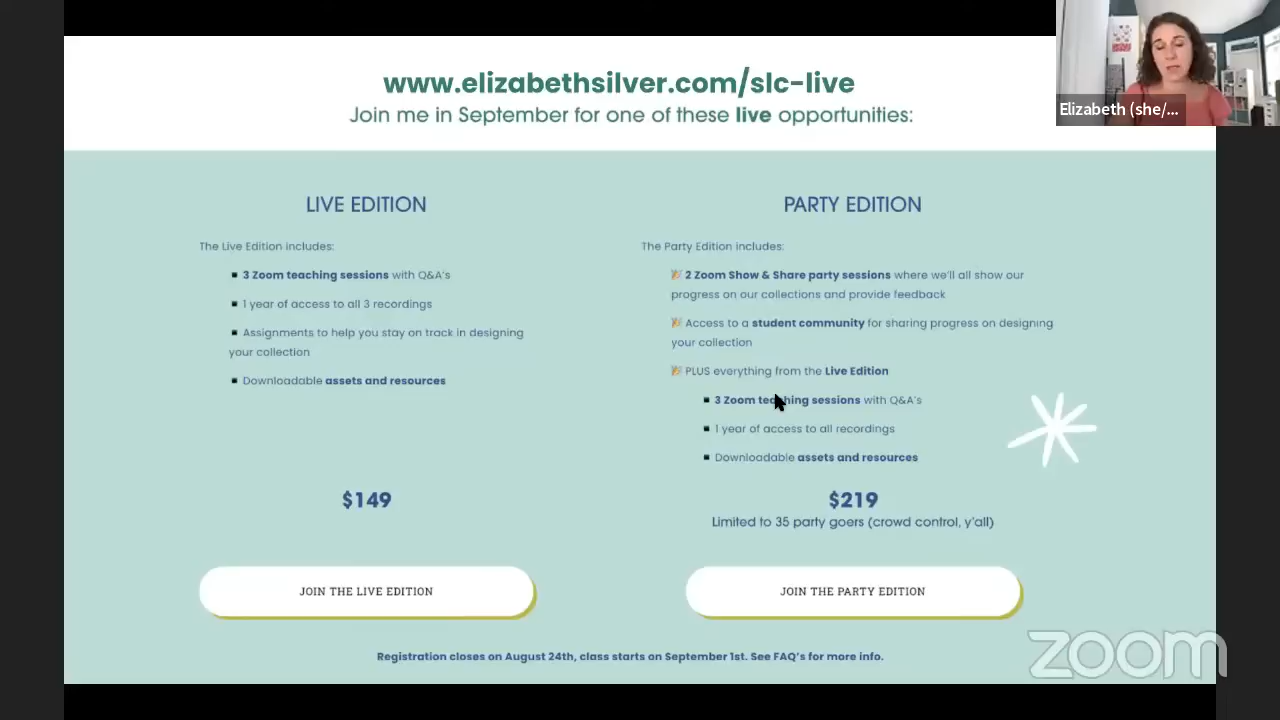 www.elizabethsilver.com/slc-live
Join me in September for one of these live opportunities:
Elizabeth (she/...
LIVE EDITION
The Live Edition includes:
▪ 3 Zoom teaching sessions with Q&A's
▪ 1 year of access to all 3 recordings
▪ Assignments to help you stay on track in designing
your collection
▪ Downloadable assets and resources
$149
JOIN THE LIVE EDITION
PARTY EDITION
The Party Edition includes:
🎉 2 Zoom Show & Share party sessions where we'll all show our
progress on our collections and provide feedback
🎉 Access to a student community for sharing progress on designing
your collection
🎉 PLUS everything from the Live Edition
▪ 3 Zoom teaching sessions with Q&A's
▪ 1 year of access to all recordings
▪ Downloadable assets and resources
$219
Limited to 35 party goers (crowd control, y'all)
JOIN THE PARTY EDITION
Registration closes on August 24th, class starts on September 1st. See FAQ's for more info.
zoom